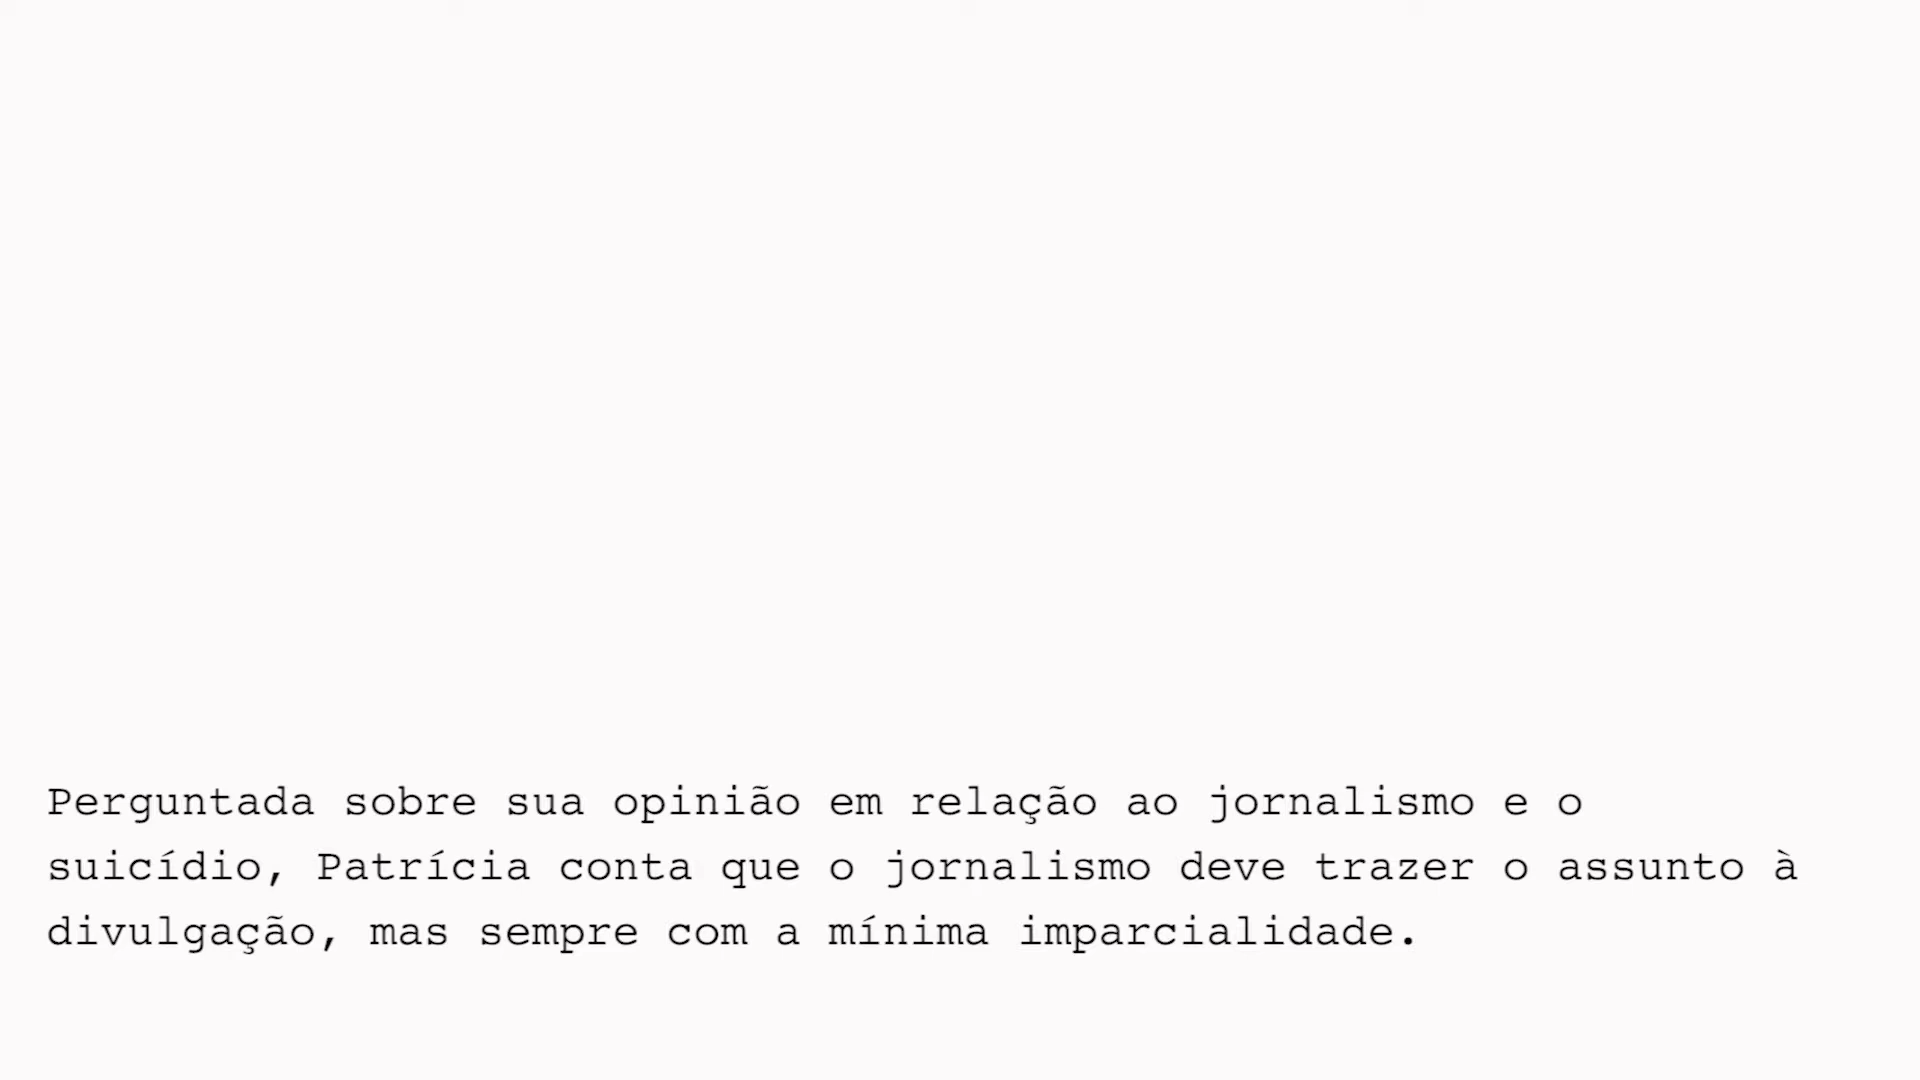 Perguntada sobre sua opinião em relação ao jornalismo e o
suicídio, Patrícia conta que o jornalismo deve trazer o assunto à
divulgação, mas sempre com a mínima imparcialidade.